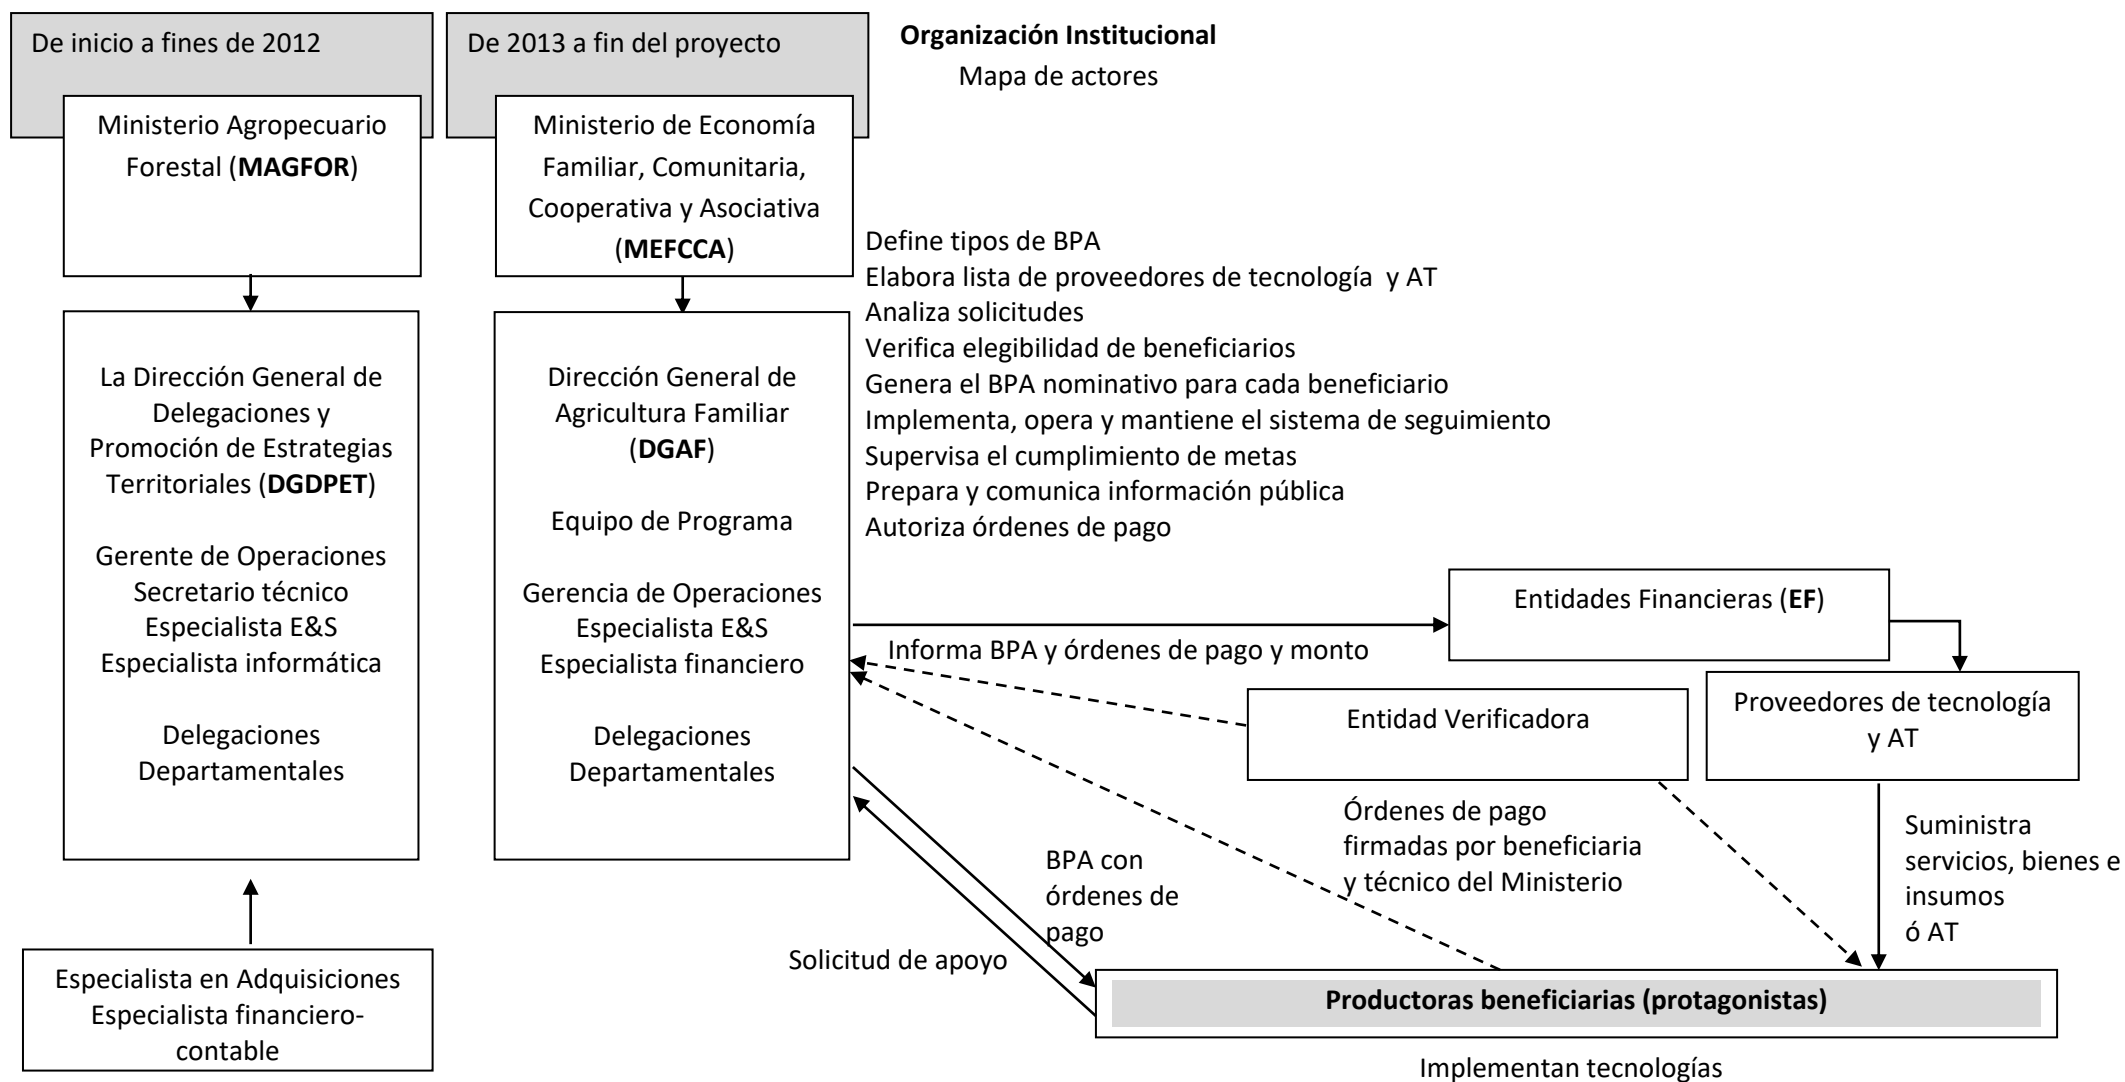 De inicio a fines de 2012
De 2013 a fin del proyecto
Organización Institucional
Mapa de actores
Ministerio Agropecuario
Forestal (MAGFOR)
Ministerio de Economía
Familiar, Comunitaria,
Cooperativa y Asociativa
(MEFCCA)
Define tipos de BPA
Elabora lista de proveedores de tecnología y AT
Analiza solicitudes
Verifica elegibilidad de beneficiarios
Genera el BPA nominativo para cada beneficiario
Implementa, opera y mantiene el sistema de seguimiento
Supervisa el cumplimiento de metas
Prepara y comunica información pública
Autoriza órdenes de pago
La Dirección General de
Delegaciones y
Promoción de Estrategias
Territoriales (DGDPET)
Gerente de Operaciones
Secretario técnico
Especialista E&S
Especialista informática
Delegaciones
Departamentales
Dirección General de
Agricultura Familiar
(DGAF)
Equipo de Programa
Gerencia de Operaciones
Especialista E&S
Especialista financiero
Delegaciones
Departamentales
Entidades Financieras (EF)
Informa BPA y órdenes de pago y monto
Entidad Verificadora
Proveedores de tecnología
y AT
Órdenes de pago
firmadas por beneficiaria
y técnico del Ministerio
Suministra
servicios, bienes e
insumos
ó AT
BPA con
órdenes de
pago
Solicitud de apoyo
Especialista en Adquisiciones
Especialista financiero-
contable
Productoras beneficiarias (protagonistas)
Implementan tecnologías